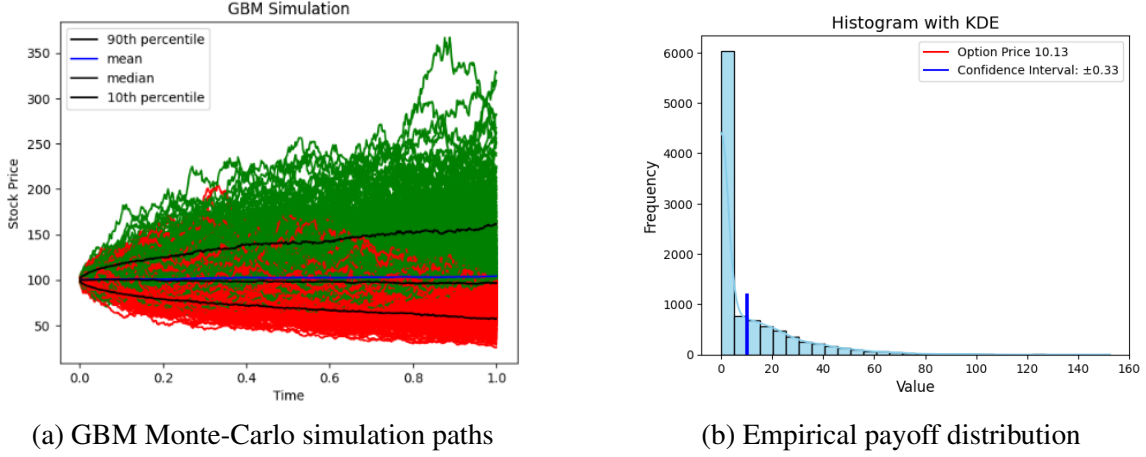 GBM Simulation
90th percentile
mean
median
10th percentile
350
300
250
200
150
100
50
Stock Price
0.0 0.2 0.4 0.6 0.8 1.0
Time
(a) GBM Monte-Carlo simulation paths
Histogram with KDE
Option Price 10.13
Confidence Interval: ±0.33
6000
5000
4000
3000
2000
1000
0
Frequency
0 20 40 60 80 100 120 140 160
Value
(b) Empirical payoff distribution